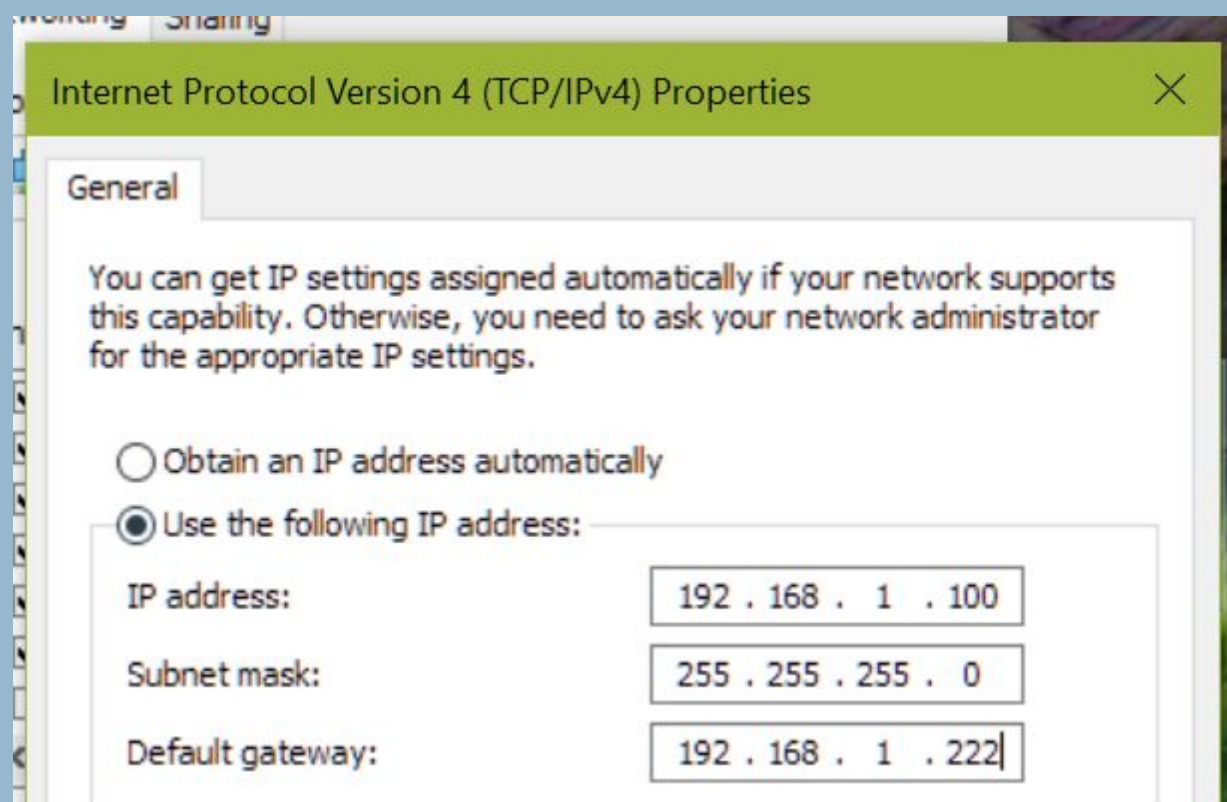 Sharing
Internet Protocol Version 4 (TCP/IPv4) Properties
General
You can get IP settings assigned automatically if your network supports
this capability. Otherwise, you need to ask your network administrator
for the appropriate IP settings.
Obtain an IP address automatically
Use the following IP address:
IP address: 192 . 168 . 1 . 100
Subnet mask: 255 . 255 . 255 . 0
Default gateway: 192 . 168 . 1 . 222